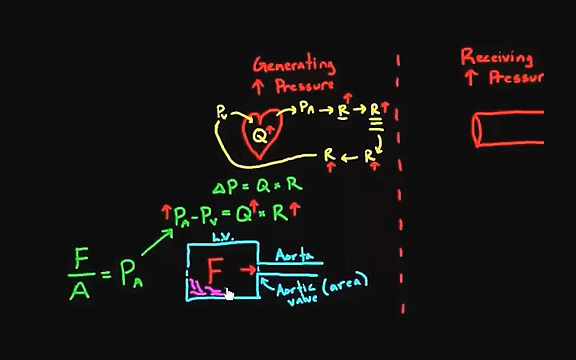 Generating
↑ Pressure
Receiving
↑ Pressur
Pv → Q↑ → PA → R↑ → R↑
R↑ ← R↑
ΔP = Q × R
↑PA - Pv = Q↑ × R↑
F/A = PA
L.V.
F →
Aorta
Aortic (area)
valve